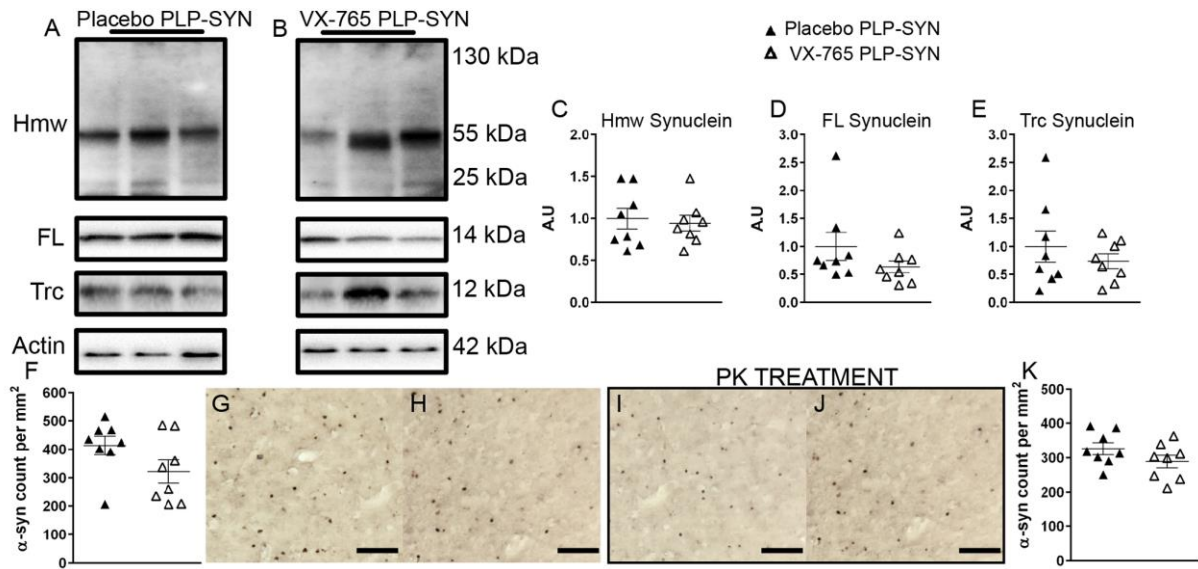 A
Placebo PLP-SYN
B
VX-765 PLP-SYN
Placebo PLP-SYN
VX-765 PLP-SYN
Hmw
130 kDa
55 kDa
25 kDa
FL
14 kDa
Trc
12 kDa
Actin
42 kDa
C
Hmw Synuclein
A.U
2.0
1.5
1.0
0.5
0.0
D
FL Synuclein
A.U
3.0
2.5
2.0
1.5
1.0
0.5
0.0
E
Trc Synuclein
A.U
3.0
2.5
2.0
1.5
1.0
0.5
0.0
F
α-syn count per mm²
600
500
400
300
200
100
0
G
H
PK TREATMENT
I
J
K
α-syn count per mm²
500
400
300
200
100
0